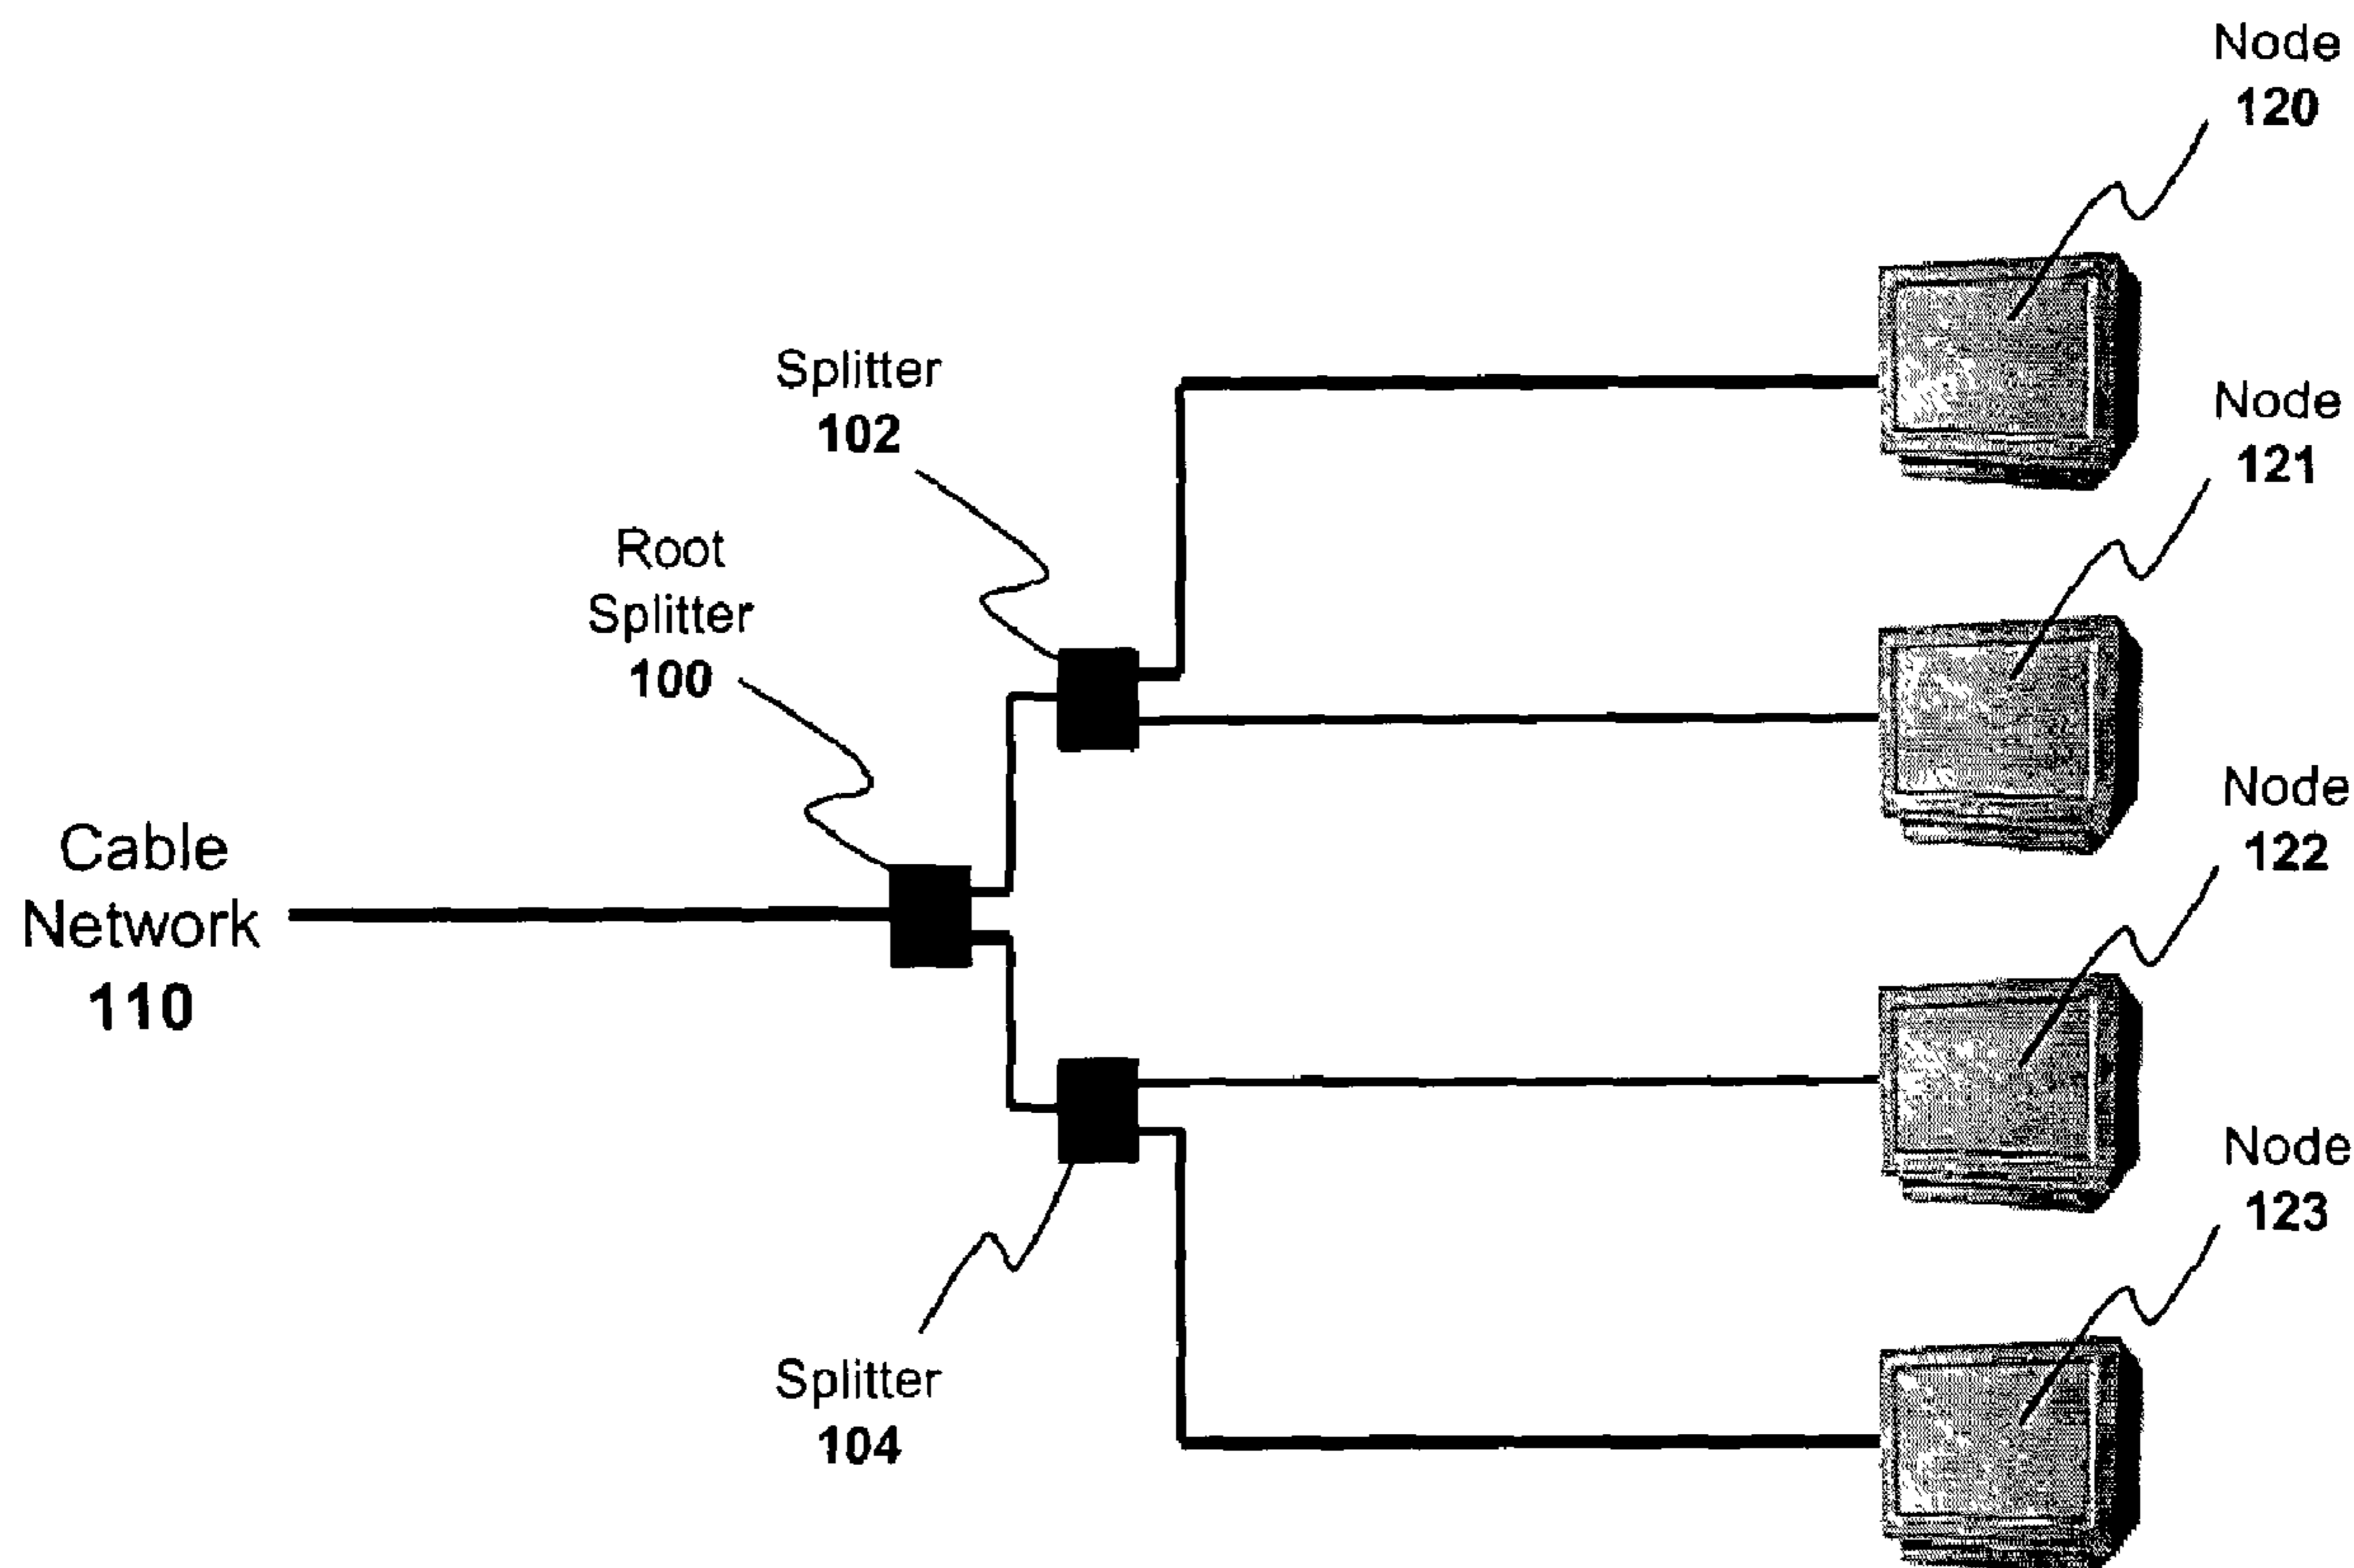 Node
120
Splitter
102
Node
121
Root
Splitter
100
Node
122
Cable
Network
110
Node
123
Splitter
104